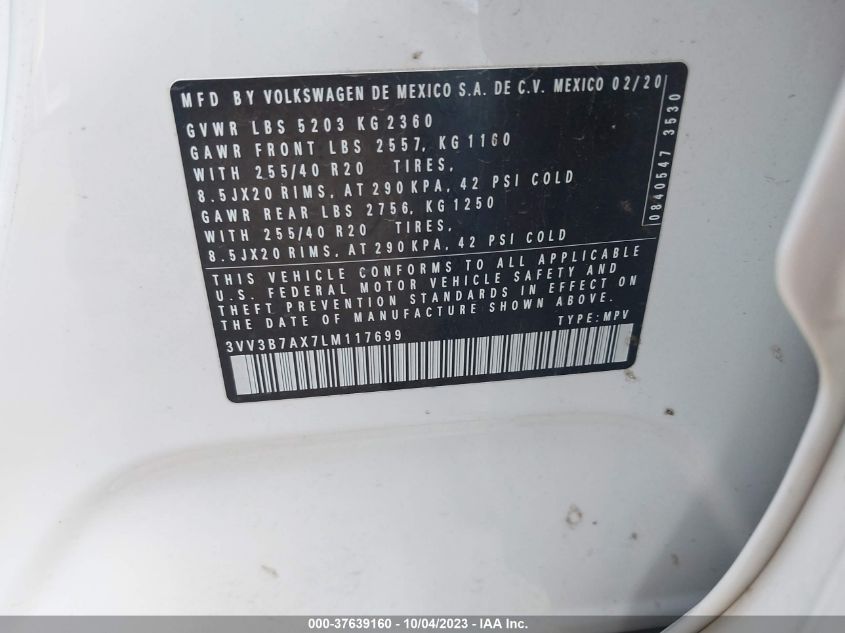 MFD BY VOLKSWAGEN DE MEXICO S.A. DE C.V. MEXICO 02/20
GVWR LBS 5203 KG 2360
GAWR FRONT LBS 2557, KG 1160
WITH 255/40 R20 TIRES,
8.5JX20 RIMS, AT 290 KPA, 42 PSI COLD
GAWR REAR LBS 2756, KG 1250
WITH 255/40 R20 TIRES,
8.5JX20 RIMS, AT 290 KPA, 42 PSI COLD
THIS VEHICLE CONFORMS TO ALL APPLICABLE
U.S. FEDERAL MOTOR VEHICLE SAFETY AND
THEFT PREVENTION STANDARDS IN EFFECT ON
THE DATE OF MANUFACTURE SHOWN ABOVE.
3VV3B7AX7LM117699 TYPE: MPV
0840547 3530
000-37639160 - 10/04/2023 - IAA Inc.